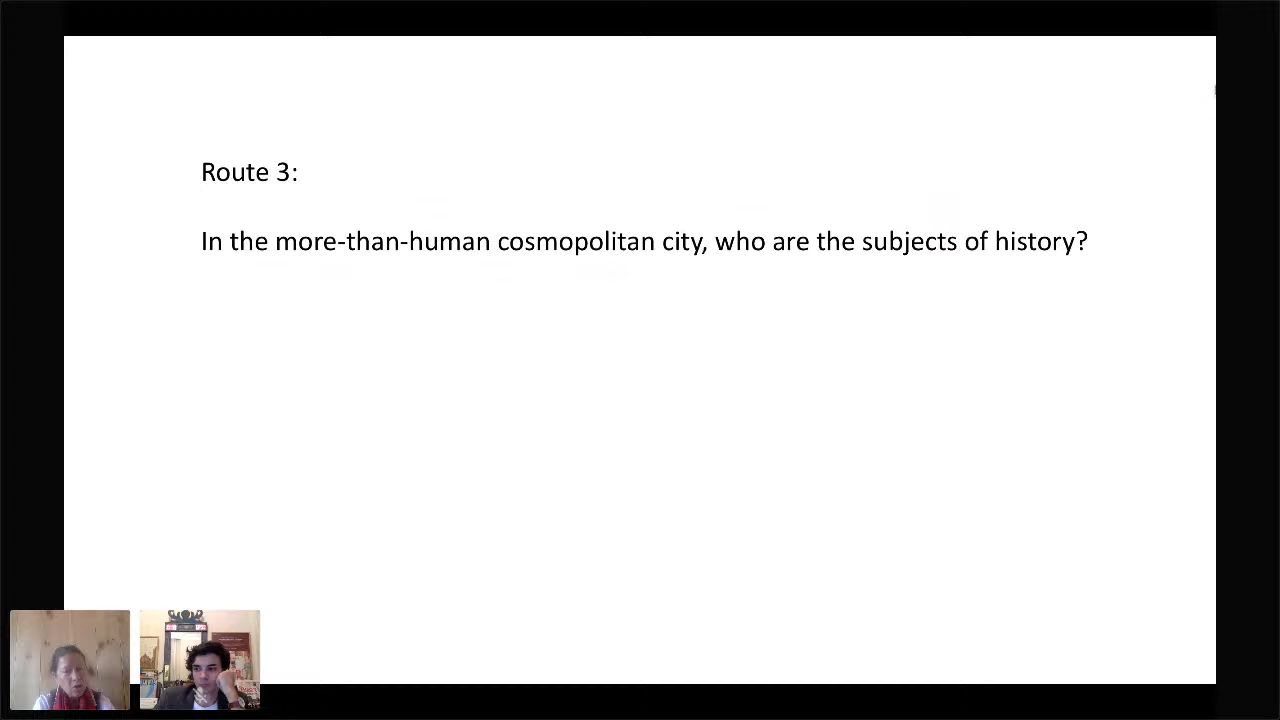 Route 3:
In the more-than-human cosmopolitan city, who are the subjects of history?